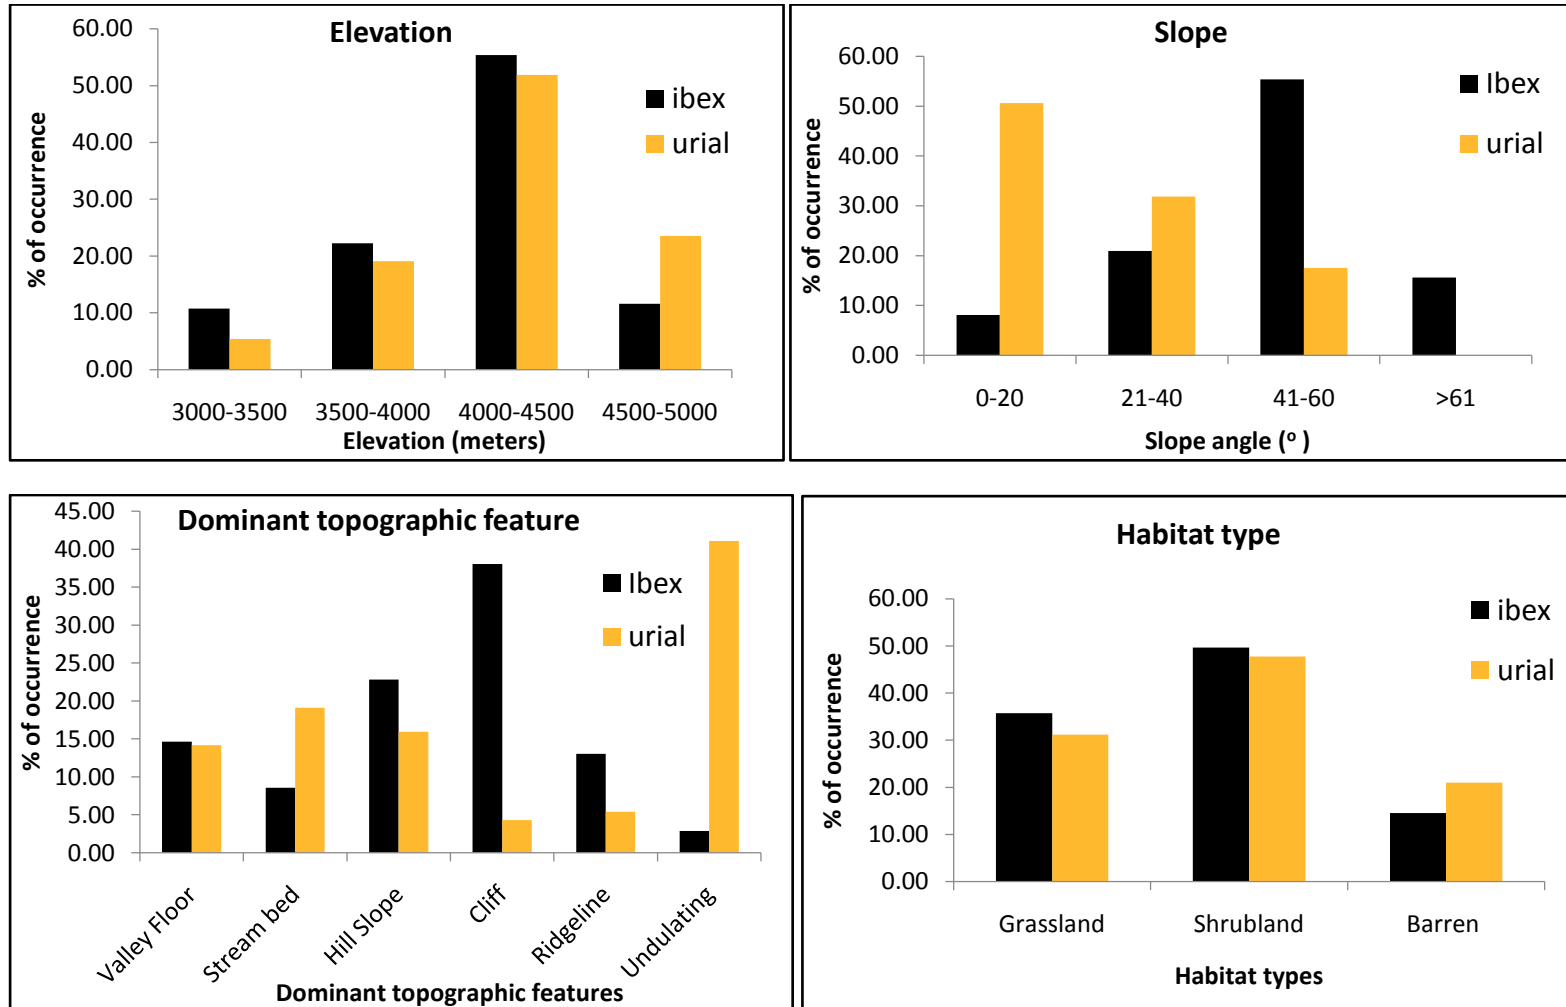 Elevation
60.00
50.00
40.00
30.00
20.00
10.00
0.00
% of occurrence
ibex
urial
3000-3500 3500-4000 4000-4500 4500-5000
Elevation (meters)
Slope
60.00
50.00
40.00
30.00
20.00
10.00
0.00
% of occurrence
Ibex
urial
0-20 21-40 41-60 >61
Slope angle (º )
Dominant topographic feature
45.00
40.00
35.00
30.00
25.00
20.00
15.00
10.00
5.00
0.00
% of occurrence
Ibex
urial
Valley Floor
Stream bed
Hill Slope
Cliff
Ridgeline
Undulating
Dominant topographic features
Habitat type
60.00
50.00
40.00
30.00
20.00
10.00
0.00
% of occurrence
ibex
urial
Grassland Shrubland Barren
Habitat types